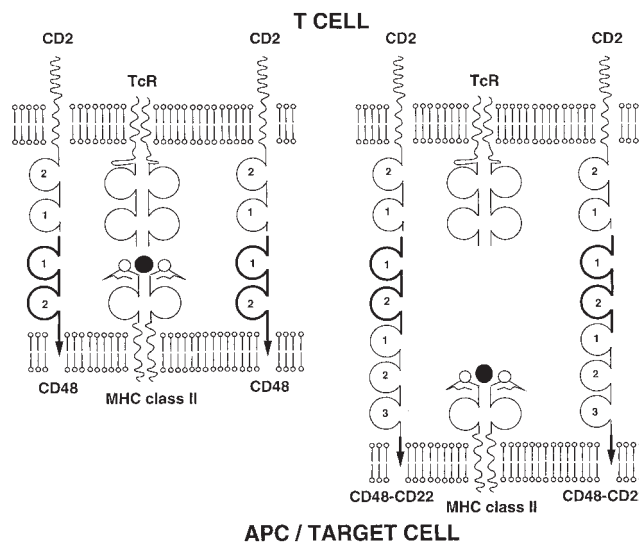 T CELL
CD2 CD2 CD2 CD2
TcR TcR
2 2 2 2
1 1 1 1
1 1 1 1
2 2 2 2
1 1
2 2
3 3
CD48 CD48
MHC class II
CD48-CD22 MHC class II CD48-CD2
APC / TARGET CELL